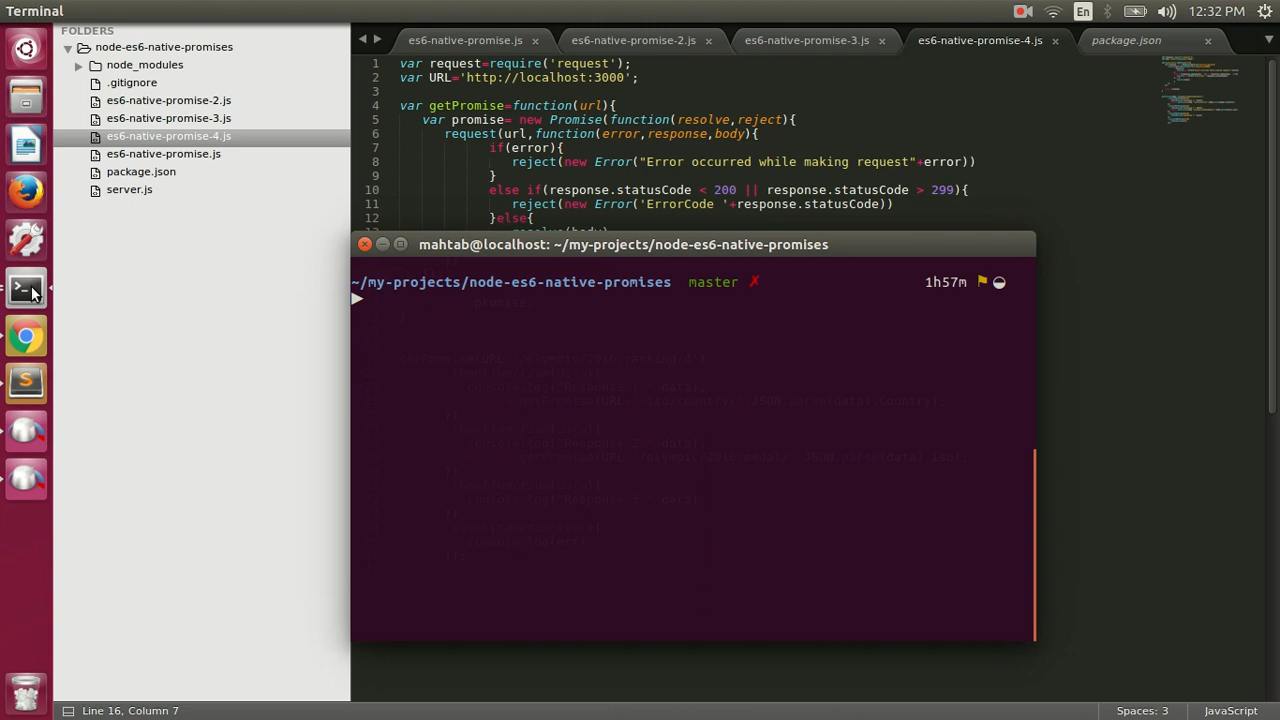 Terminal
En
12:32 PM
FOLDERS
node-es6-native-promises
node_modules
.gitignore
es6-native-promise-2.js
es6-native-promise-3.js
es6-native-promise-4.js
es6-native-promise.js
package.json
server.js
es6-native-promise.js × es6-native-promise-2.js × es6-native-promise-3.js × es6-native-promise-4.js × package.json ×
1 var request=require('request');
2 var URL='http://localhost:3000';
3
4 var getPromise=function(url){
5 var promise= new Promise(function(resolve,reject){
6 request(url,function(error,response,body){
7 if(error){
8 reject(new Error("Error occurred while making request"+error))
9 }
10 else if(response.statusCode < 200 || response.statusCode > 299){
11 reject(new Error('ErrorCode '+response.statusCode))
12 }else{
mahtab@localhost: ~/my-projects/node-es6-native-promises
~/my-projects/node-es6-native-promises master ✗ 1h57m
Line 16, Column 7
Spaces: 3
JavaScript